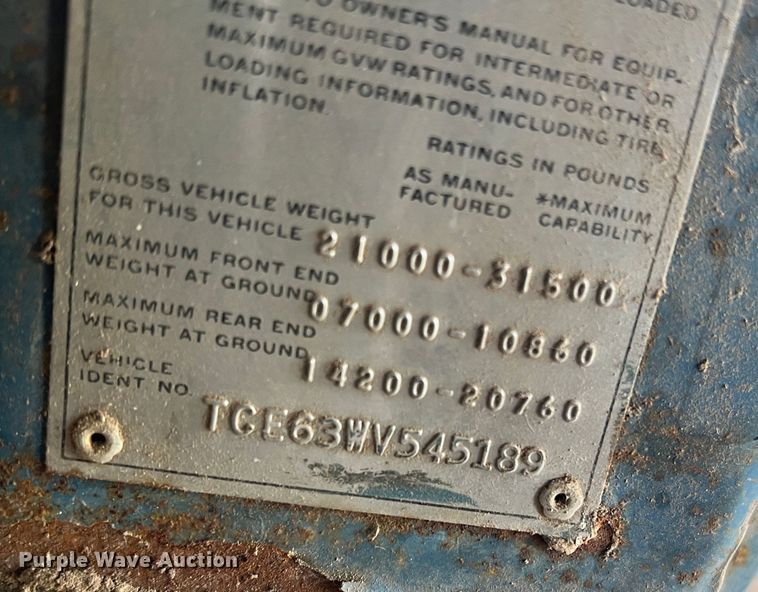 LOADED
TO OWNER'S MANUAL FOR EQUIP-
MENT REQUIRED FOR INTERMEDIATE OR
MAXIMUM GVW RATINGS, AND FOR OTHER
LOADING INFORMATION, INCLUDING TIRE
INFLATION.
RATINGS IN POUNDS
AS MANU-
FACTURED
*MAXIMUM
CAPABILITY
GROSS VEHICLE WEIGHT
FOR THIS VEHICLE 21000-31500
MAXIMUM FRONT END
WEIGHT AT GROUND 07000-10860
MAXIMUM REAR END
WEIGHT AT GROUND 14200-20760
VEHICLE
IDENT NO. TCE63WV545189
Purple Wave Auction